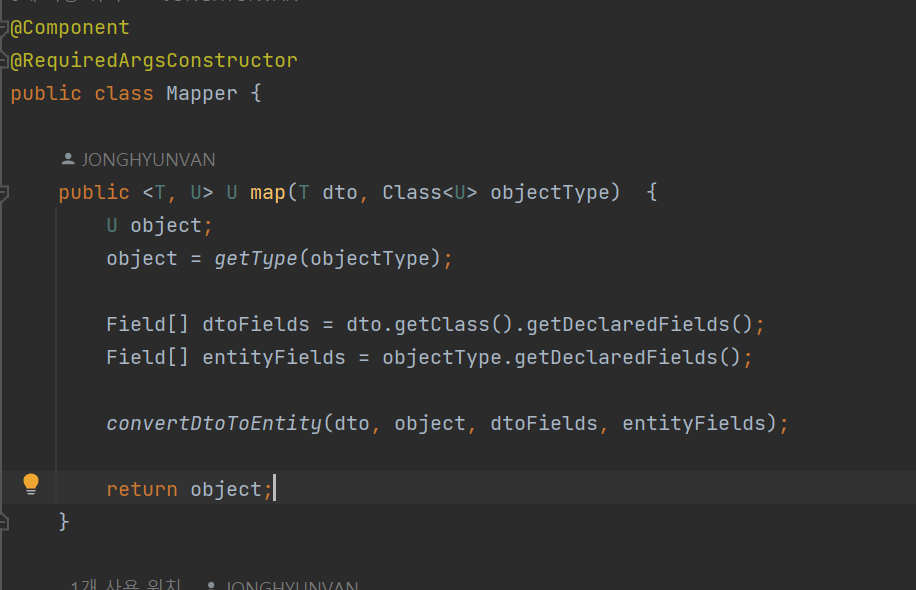 @Component
@RequiredArgsConstructor
public class Mapper {
JONGHYUNVAN
public <T, U> U map(T dto, Class<U> objectType)  {
U object;
object = getType(objectType);
Field[] dtoFields = dto.getClass().getDeclaredFields();
Field[] entityFields = objectType.getDeclaredFields();
convertDtoToEntity(dto, object, dtoFields, entityFields);
return object;
}
1개 사용 위치 JONGHYUNVAN